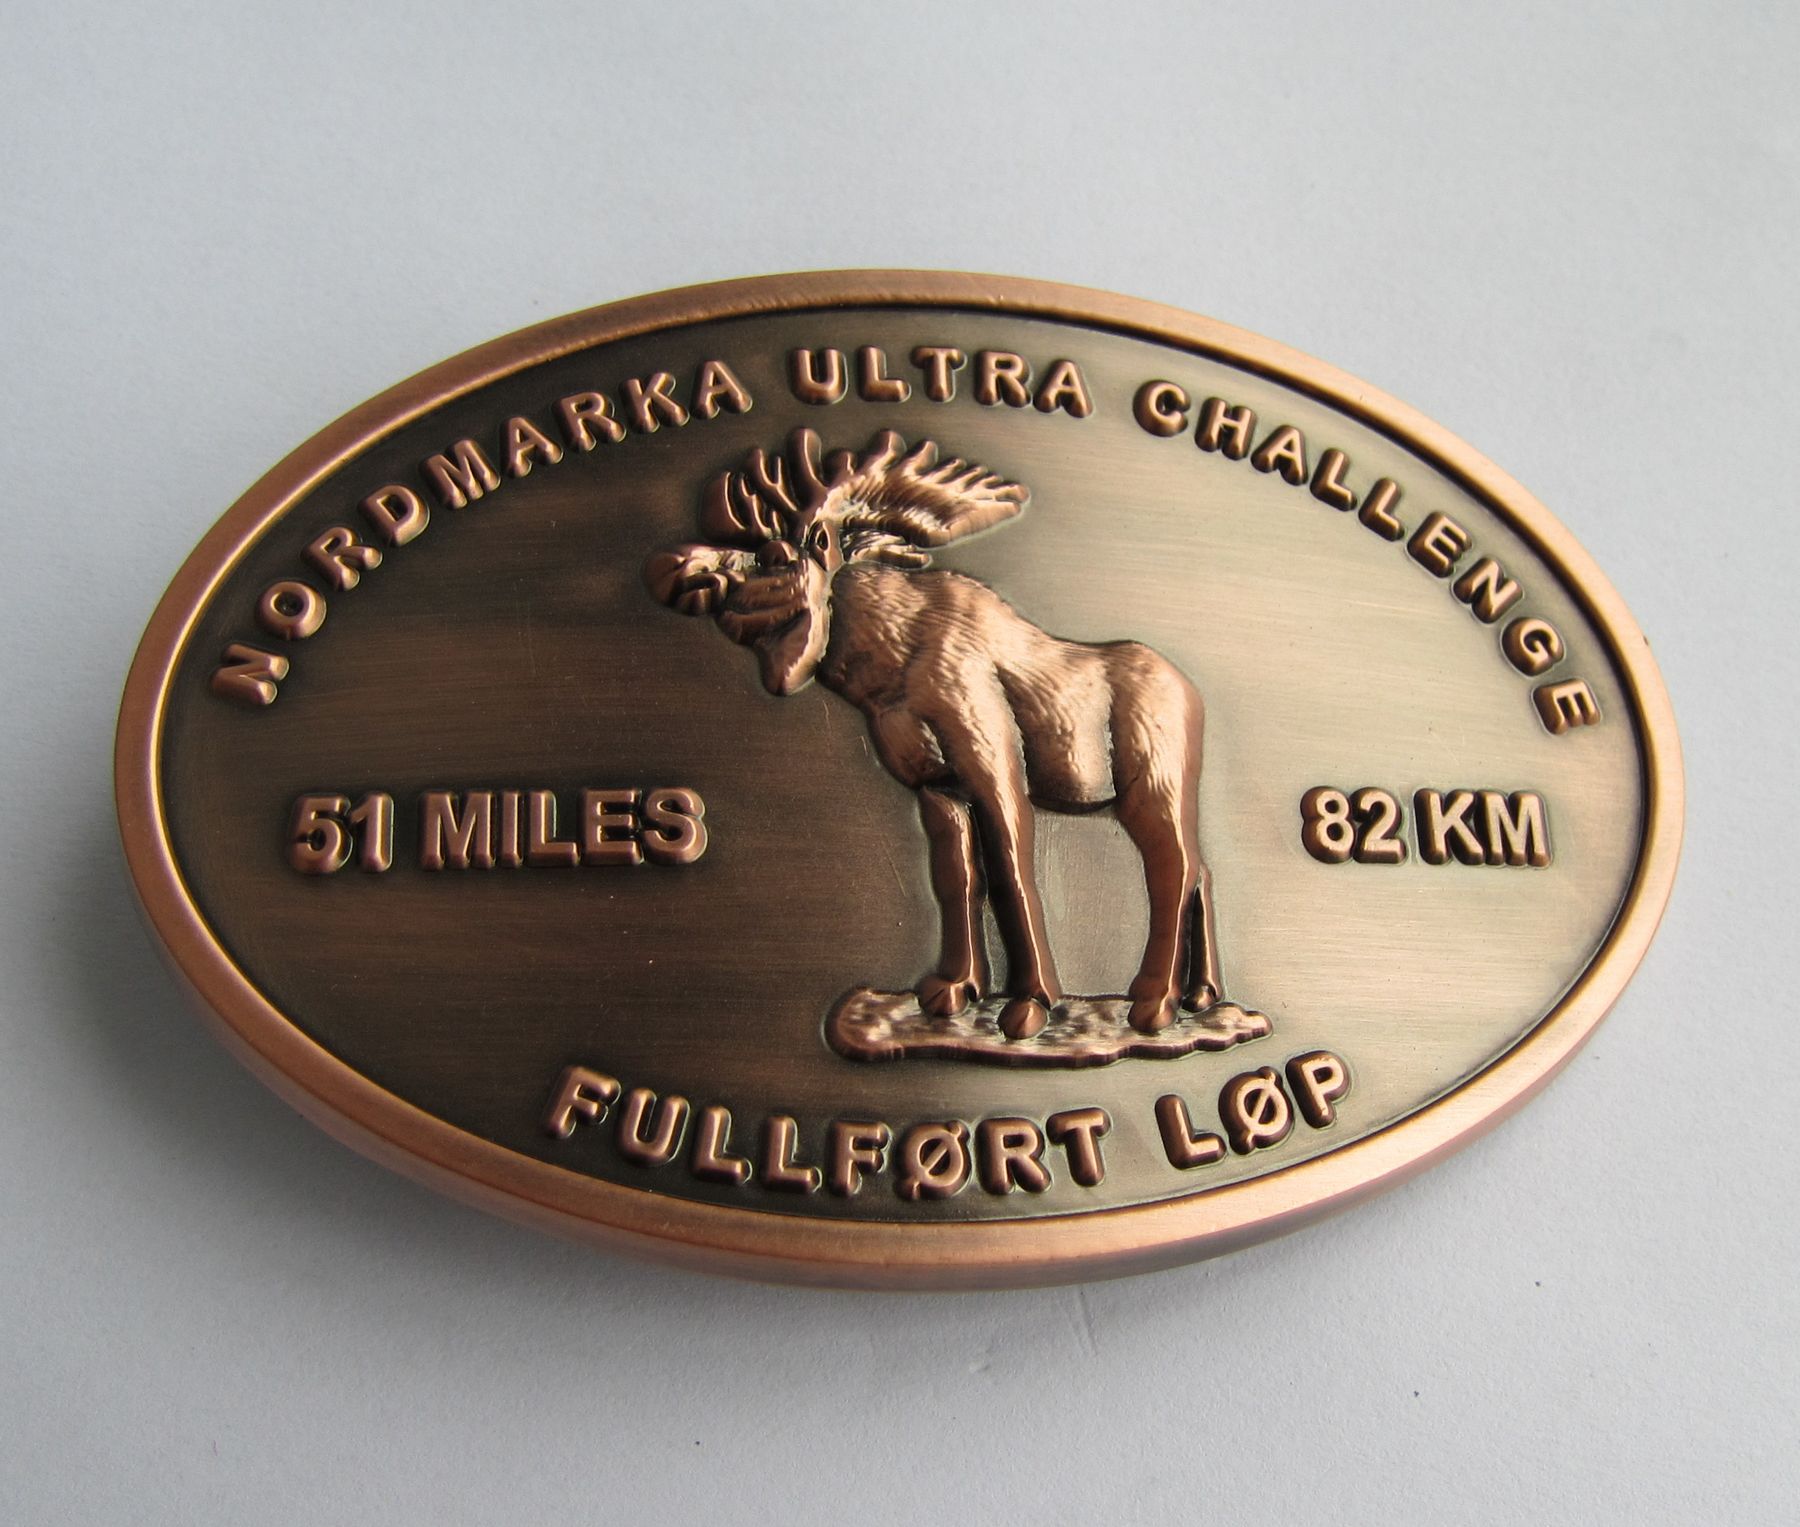 NORDMARKA ULTRA CHALLENGE
51 MILES
82 KM
FULLFØRT LØP